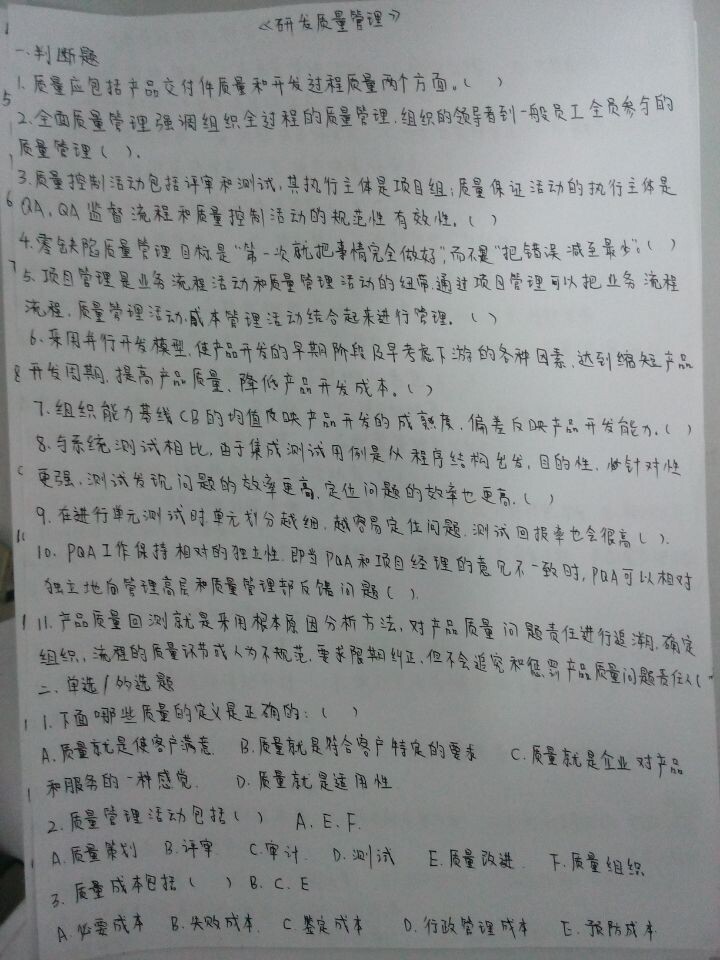 《研发质量管理》
一、判断题
1. 质量应包括产品交付件质量和开发过程质量两个方面。( )
2. 全面质量管理强调组织全过程的质量管理,组织的领导者到一般员工全员参与的
质量管理( ).
3. 质量控制活动包括评审和测试,其执行主体是项目组;质量保证活动的执行主体是
QA, QA监督流程和质量控制活动的规范性有效性。( )
4. 零缺陷质量管理目标是“第一次就把事情完全做好”,而不是“把错误减至最少”。( )
5. 项目管理是业务流程活动和质量管理活动的纽带,通过项目管理可以把业务流程
流程,质量管理活动,成本管理活动结合起来进行管理。( )
6. 采用并行开发模型,使产品开发的早期阶段及早考虑下游的各种因素,达到缩短产品
开发周期,提高产品质量、降低产品开发成本。( )
7. 组织能力基线CB的均值反映产品开发的成熟度,偏差反映产品开发能力。( )
8. 与系统测试相比,由于集成测试用例是从程序结构出发,目的性、针对性
更强,测试发现问题的效率更高,定位问题的效率也更高.( )
9. 在进行单元测试时,单元划分越细,越容易定位问题,测试回报率也会很高( ).
10. PQA工作保持相对的独立性,即当PQA和项目经理的意见不一致时,PQA可以相对
独立地向管理高层和质量管理部反馈问题( ).
11. 产品质量回溯就是采用根本原因分析方法,对产品质量问题责任进行追溯,确定
组织,流程的质量环节或人为不规范,要求限期纠正,但不会追究和惩罚产品质量问题责任人(
二、单选/多选题
1. 下面哪些质量的定义是正确的:( )
A. 质量就是使客户满意 B. 质量就是符合客户特定的要求 C. 质量就是企业对产品
和服务的一种感觉 D. 质量就是适用性
2. 质量管理活动包括( ) A. E. F.
A. 质量策划 B. 评审 C. 审计 D. 测试 E. 质量改进 F. 质量组织
3. 质量成本包括( ) B. C. E
A. 必要成本 B. 失败成本 C 鉴定成本 D. 行政管理成本 E. 预防成本